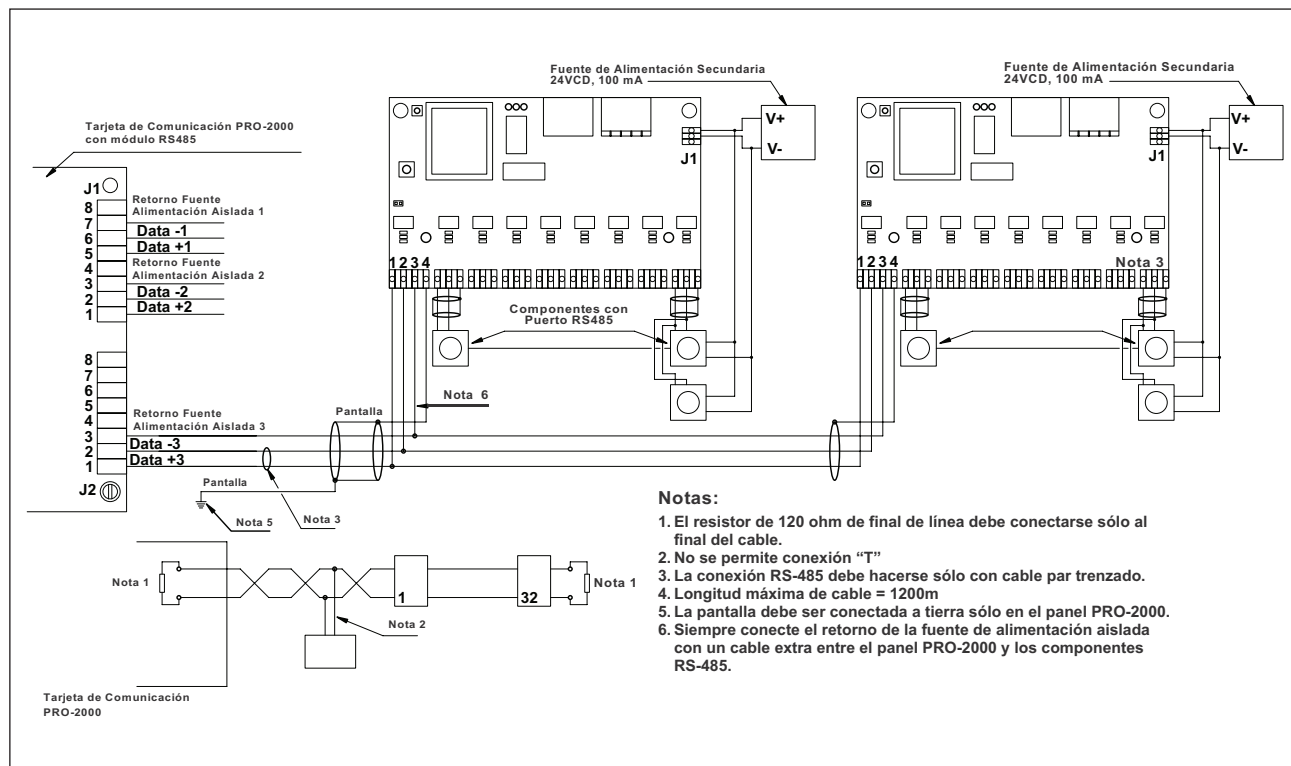 Fuente de Alimentación Secundaria
24VCD, 100 mA
V+
V-
J1
Fuente de Alimentación Secundaria
24VCD, 100 mA
V+
V-
J1
Tarjeta de Comunicación PRO-2000
con módulo RS485
J1
8
7
6
5
4
3
2
1
Retorno Fuente
Alimentación Aislada 1
Data -1
Data +1
Retorno Fuente
Alimentación Aislada 2
Data -2
Data +2
1 2 3 4
1 2 3 4
Nota 3
Componentes con
Puerto RS485
8
7
6
5
4
3
2
1
J2
Retorno Fuente
Alimentación Aislada 3
Data -3
Data +3
Pantalla
Nota 6
Pantalla
Nota 5
Nota 3
Nota 1
1
32
Nota 1
Nota 2
Tarjeta de Comunicación
PRO-2000
Notas:
1. El resistor de 120 ohm de final de línea debe conectarse sólo al
final del cable.
2. No se permite conexión “T”
3. La conexión RS-485 debe hacerse sólo con cable par trenzado.
4. Longitud máxima de cable = 1200m
5. La pantalla debe ser conectada a tierra sólo en el panel PRO-2000.
6. Siempre conecte el retorno de la fuente de alimentación aislada
con un cable extra entre el panel PRO-2000 y los componentes
RS-485.